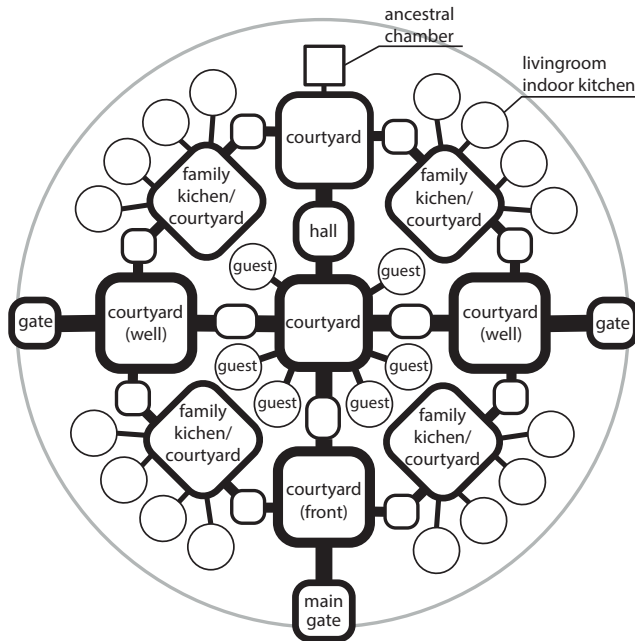 ancestral
chamber
livingroom
indoor kitchen
courtyard
family
kichen/
courtyard
family
kichen/
courtyard
hall
guest
guest
gate
courtyard
(well)
courtyard
courtyard
(well)
gate
guest
guest
guest
guest
family
kichen/
courtyard
family
kichen/
courtyard
courtyard
(front)
main
gate